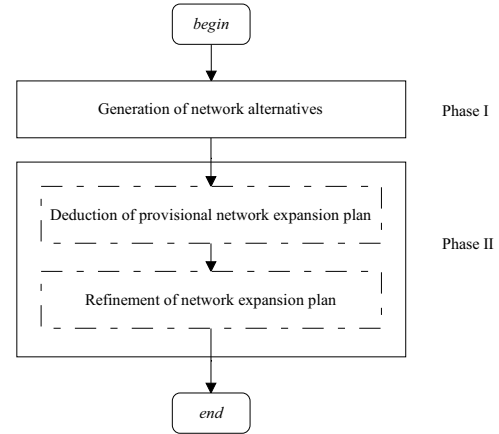 begin
Generation of network alternatives
Phase I
Deduction of provisional network expansion plan
Phase II
Refinement of network expansion plan
end